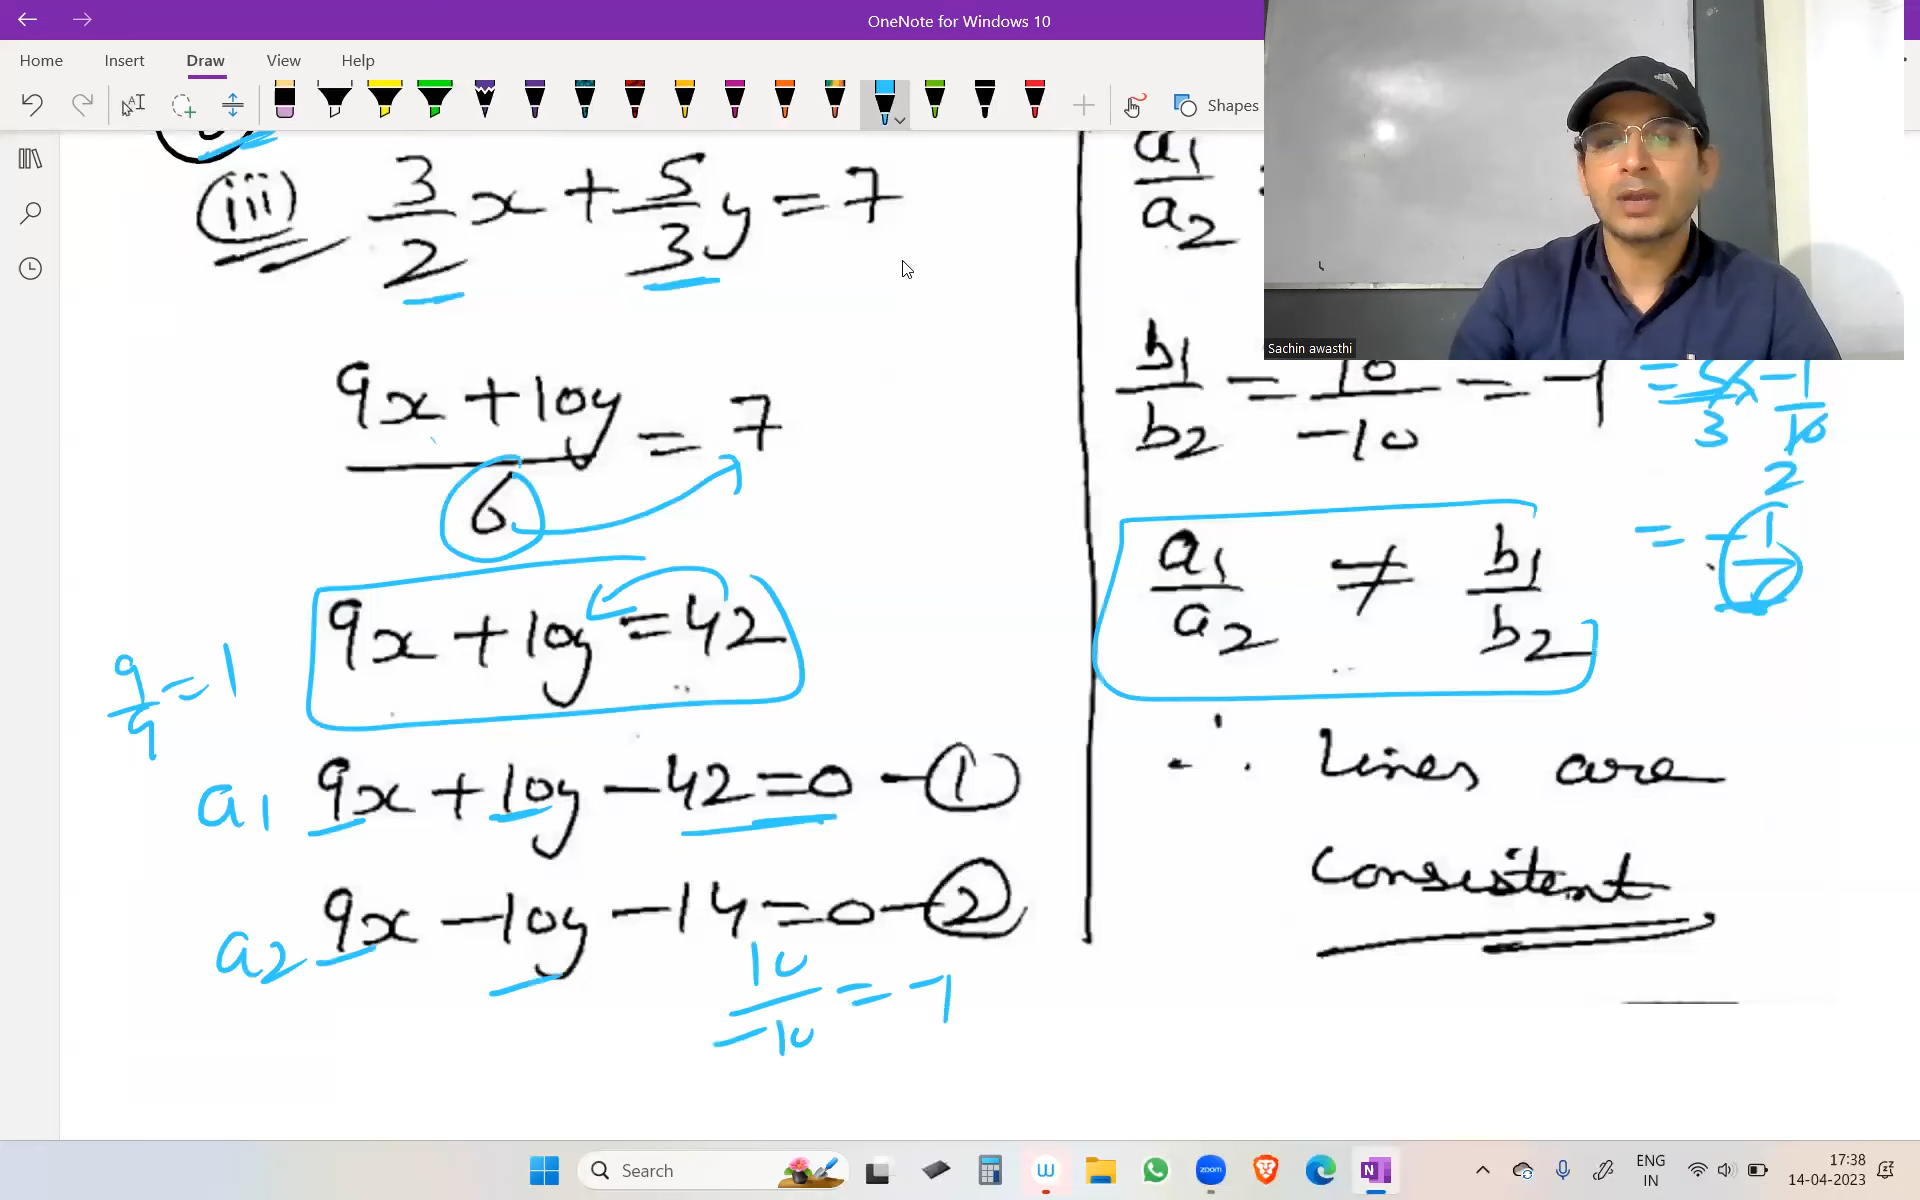 OneNote for Windows 10
Home Insert Draw View Help
Shapes
(iii) 3/2 x + 5/3 y = 7
9x + 10y / 6 = 7
9x + 10y = 42
9/9 = 1
a1 9x + 10y - 42 = 0 - ①
a2 9x - 10y - 14 = 0 - ②
10/-10 = -1
a1/a2
Sachin awasthi
b1/b2 = 10/-10 = -1
a1/a2 ≠ b1/b2
∴ Lines are
Consistent
Search
ENG
IN
17:38
14-04-2023